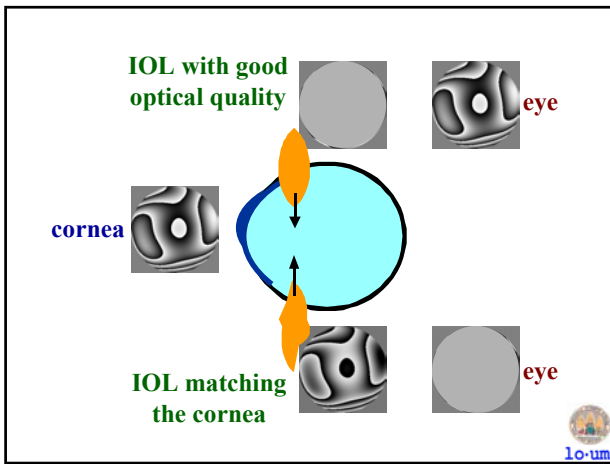 IOL with good
optical quality
eye
cornea
IOL matching
the cornea
eye
lo·um